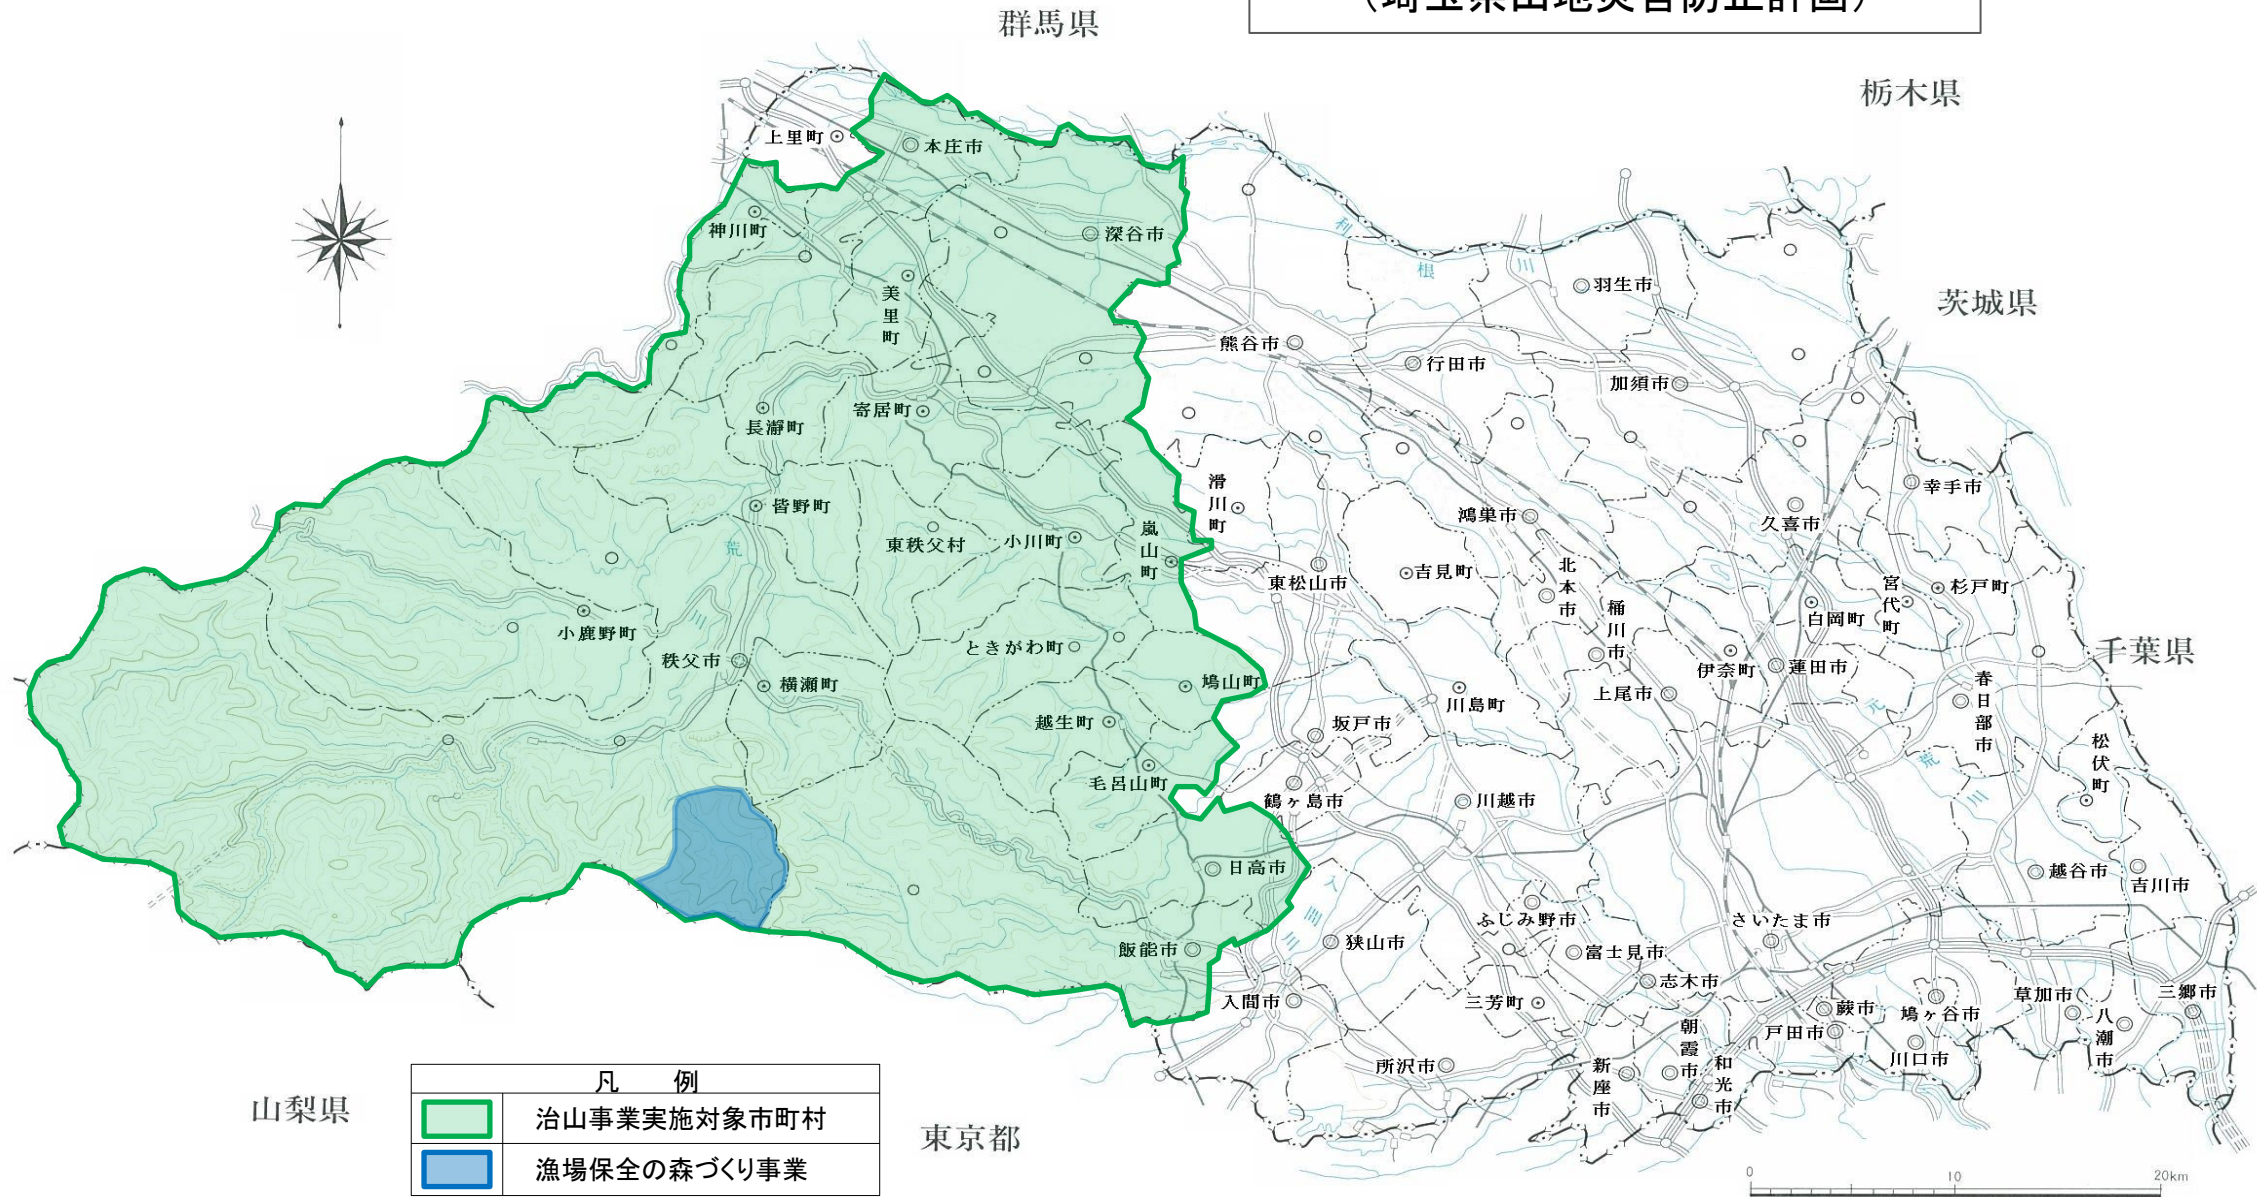 (埼玉県山地災害防止計画)
群馬県
栃木県
上里町
本庄市
神川町
深谷市
利
根
川
羽生市
茨城県
美里町
熊谷市
行田市
加須市
寄居町
長瀞町
600
滑川町
幸手市
皆野町
鴻巣市
久喜市
荒
東秩父村
小川町
嵐山町
東松山市
吉見町
北本市
宮代町
杉戸町
川
小鹿野町
桶川市
白岡町
ときがわ町
千葉県
秩父市
伊奈町
蓮田市
横瀬町
鳩山町
川島町
上尾市
春日部市
元
荒
川
越生町
坂戸市
松伏町
毛呂山町
鶴ヶ島市
川越市
日高市
越谷市
吉川市
入
間
川
ふじみ野市
さいたま市
飯能市
狭山市
富士見市
志木市
入間市
三芳町
蕨市
鳩ヶ谷市
草加市
三郷市
戸田市
八潮市
朝霞市
川口市
所沢市
新座市
和光市
山梨県
東京都
凡 例
治山事業実施対象市町村
漁場保全の森づくり事業
0 10 20km